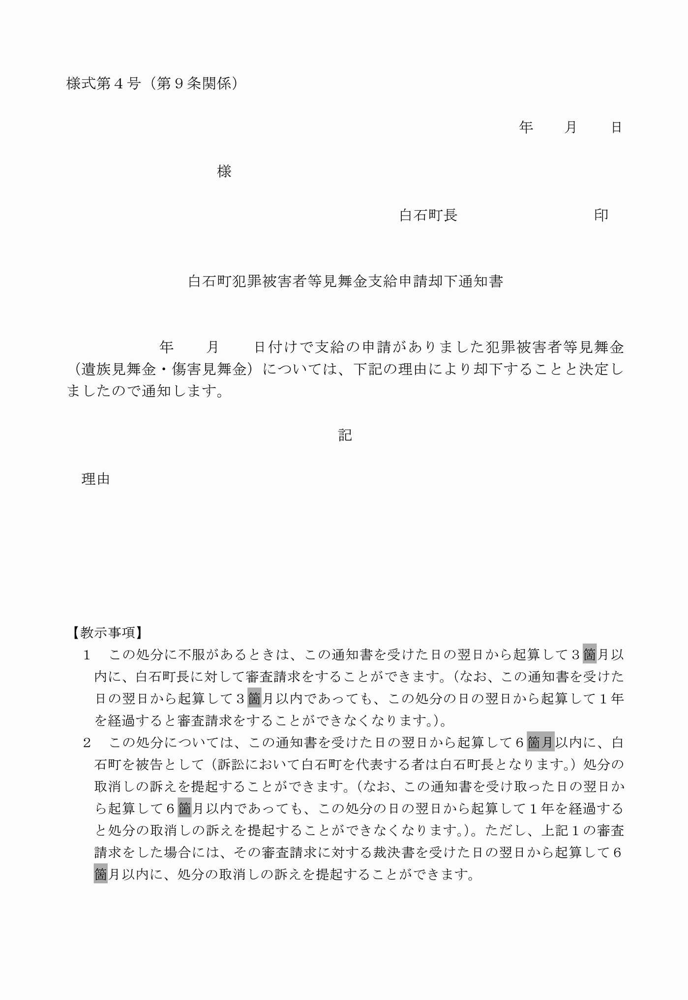 様式第４号（第９条関係）
年　　月　　日
様
白石町長　　　　　　　　　印
白石町犯罪被害者等見舞金支給申請却下通知書
年　　月　　日付けで支給の申請がありました犯罪被害者等見舞金
（遺族見舞金・傷害見舞金）については、下記の理由により却下することと決定し
ましたので通知します。
記
理由
【教示事項】
１　この処分に不服があるときは、この通知書を受けた日の翌日から起算して３箇月以
内に、白石町長に対して審査請求をすることができます。（なお、この通知書を受けた
日の翌日から起算して３箇月以内であっても、この処分の日の翌日から起算して１年
を経過すると審査請求をすることができなくなります。）。
２　この処分については、この通知書を受けた日の翌日から起算して６箇月以内に、白
石町を被告として（訴訟において白石町を代表する者は白石町長となります。）処分の
取消しの訴えを提起することができます。（なお、この通知書を受け取った日の翌日か
ら起算して６箇月以内であっても、この処分の日の翌日から起算して１年を経過する
と処分の取消しの訴えを提起することができなくなります。）。ただし、上記１の審査
請求をした場合には、その審査請求に対する裁決書を受けた日の翌日から起算して６
箇月以内に、処分の取消しの訴えを提起することができます。